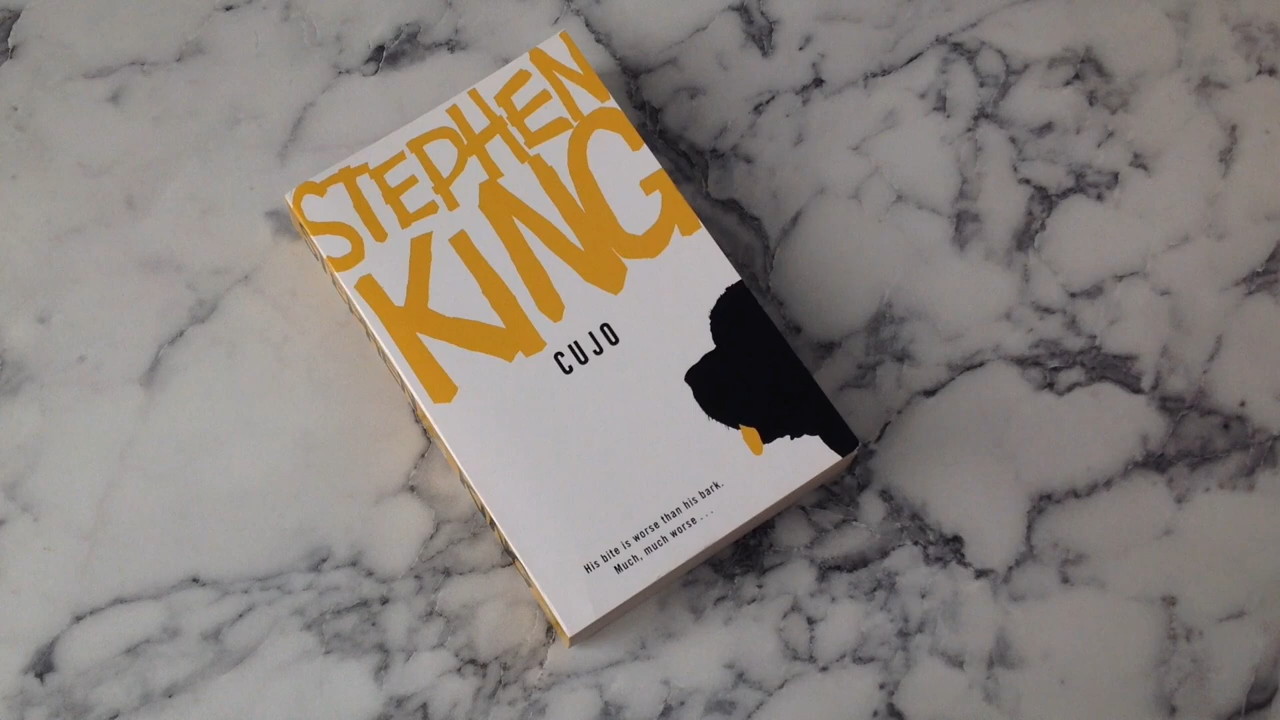 STEPHEN
KING
CUJO
His bite is worse than his bark.
Much, much worse . . .